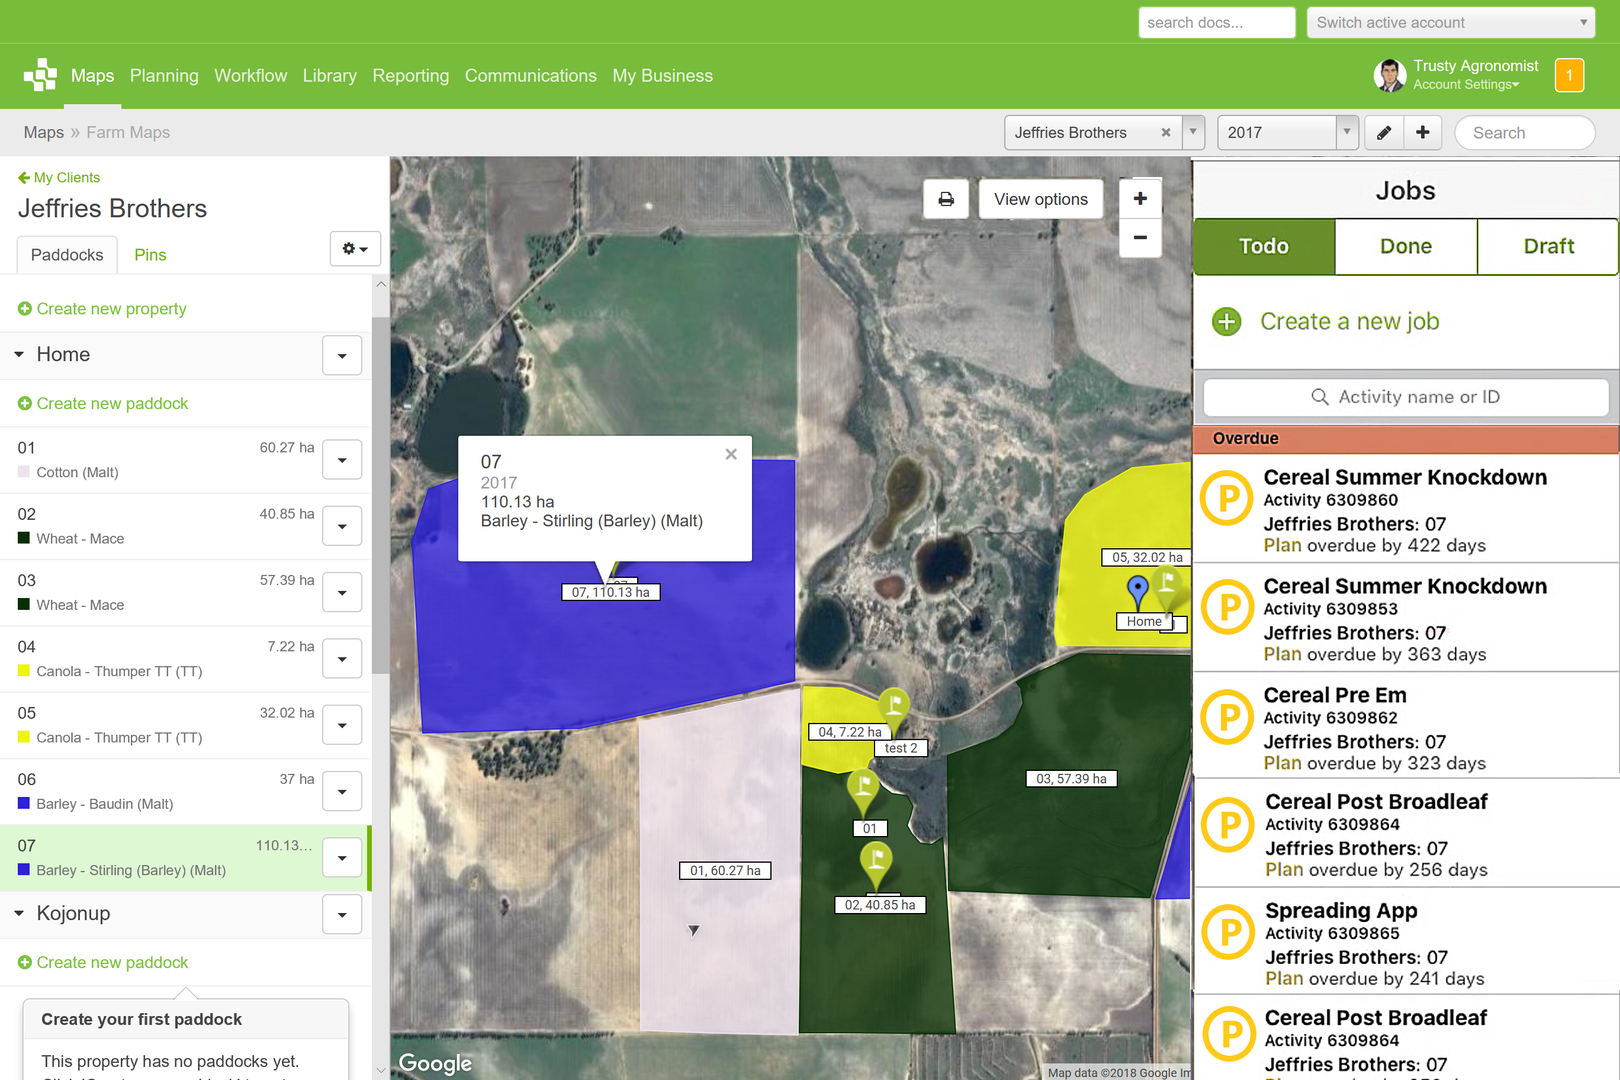 search docs...
Switch active account
Maps Planning Workflow Library Reporting Communications My Business
Trusty Agronomist
Account Settings
1
Maps » Farm Maps
Jeffries Brothers
2017
Search
My Clients
Jeffries Brothers
Paddocks
Pins
Create new property
Home
Create new paddock
01 60.27 ha
Cotton (Malt)
02 40.85 ha
Wheat - Mace
03 57.39 ha
Wheat - Mace
04 7.22 ha
Canola - Thumper TT (TT)
05 32.02 ha
Canola - Thumper TT (TT)
06 37 ha
Barley - Baudin (Malt)
07 110.13...
Barley - Stirling (Barley) (Malt)
Kojonup
Create new paddock
Create your first paddock
This property has no paddocks yet.
View options
07
2017
110.13 ha
Barley - Stirling (Barley) (Malt)
07, 110.13 ha
05, 32.02 ha
Home
04, 7.22 ha
test 2
03, 57.39 ha
01
01, 60.27 ha
02, 40.85 ha
Google
Map data ©2018 Google Im
Jobs
Todo
Done
Draft
Create a new job
Activity name or ID
Overdue
P
Cereal Summer Knockdown
Activity 6309860
Jeffries Brothers: 07
Plan overdue by 422 days
P
Cereal Summer Knockdown
Activity 6309853
Jeffries Brothers: 07
Plan overdue by 363 days
P
Cereal Pre Em
Activity 6309862
Jeffries Brothers: 07
Plan overdue by 323 days
P
Cereal Post Broadleaf
Activity 6309864
Jeffries Brothers: 07
Plan overdue by 256 days
P
Spreading App
Activity 6309865
Jeffries Brothers: 07
Plan overdue by 241 days
P
Cereal Post Broadleaf
Activity 6309864
Jeffries Brothers: 07